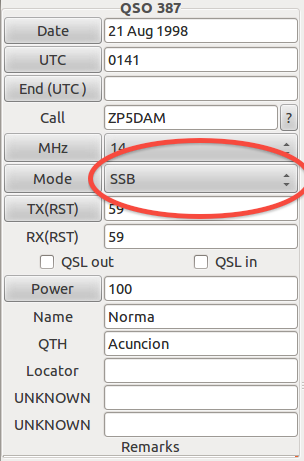 QSO 387
Date 21 Aug 1998
UTC 0141
End (UTC)
Call ZP5DAM ?
MHz 14
Mode SSB
TX(RST) 59
RX(RST) 59
QSL out QSL in
Power 100
Name Norma
QTH Acuncion
Locator
UNKNOWN
UNKNOWN
Remarks